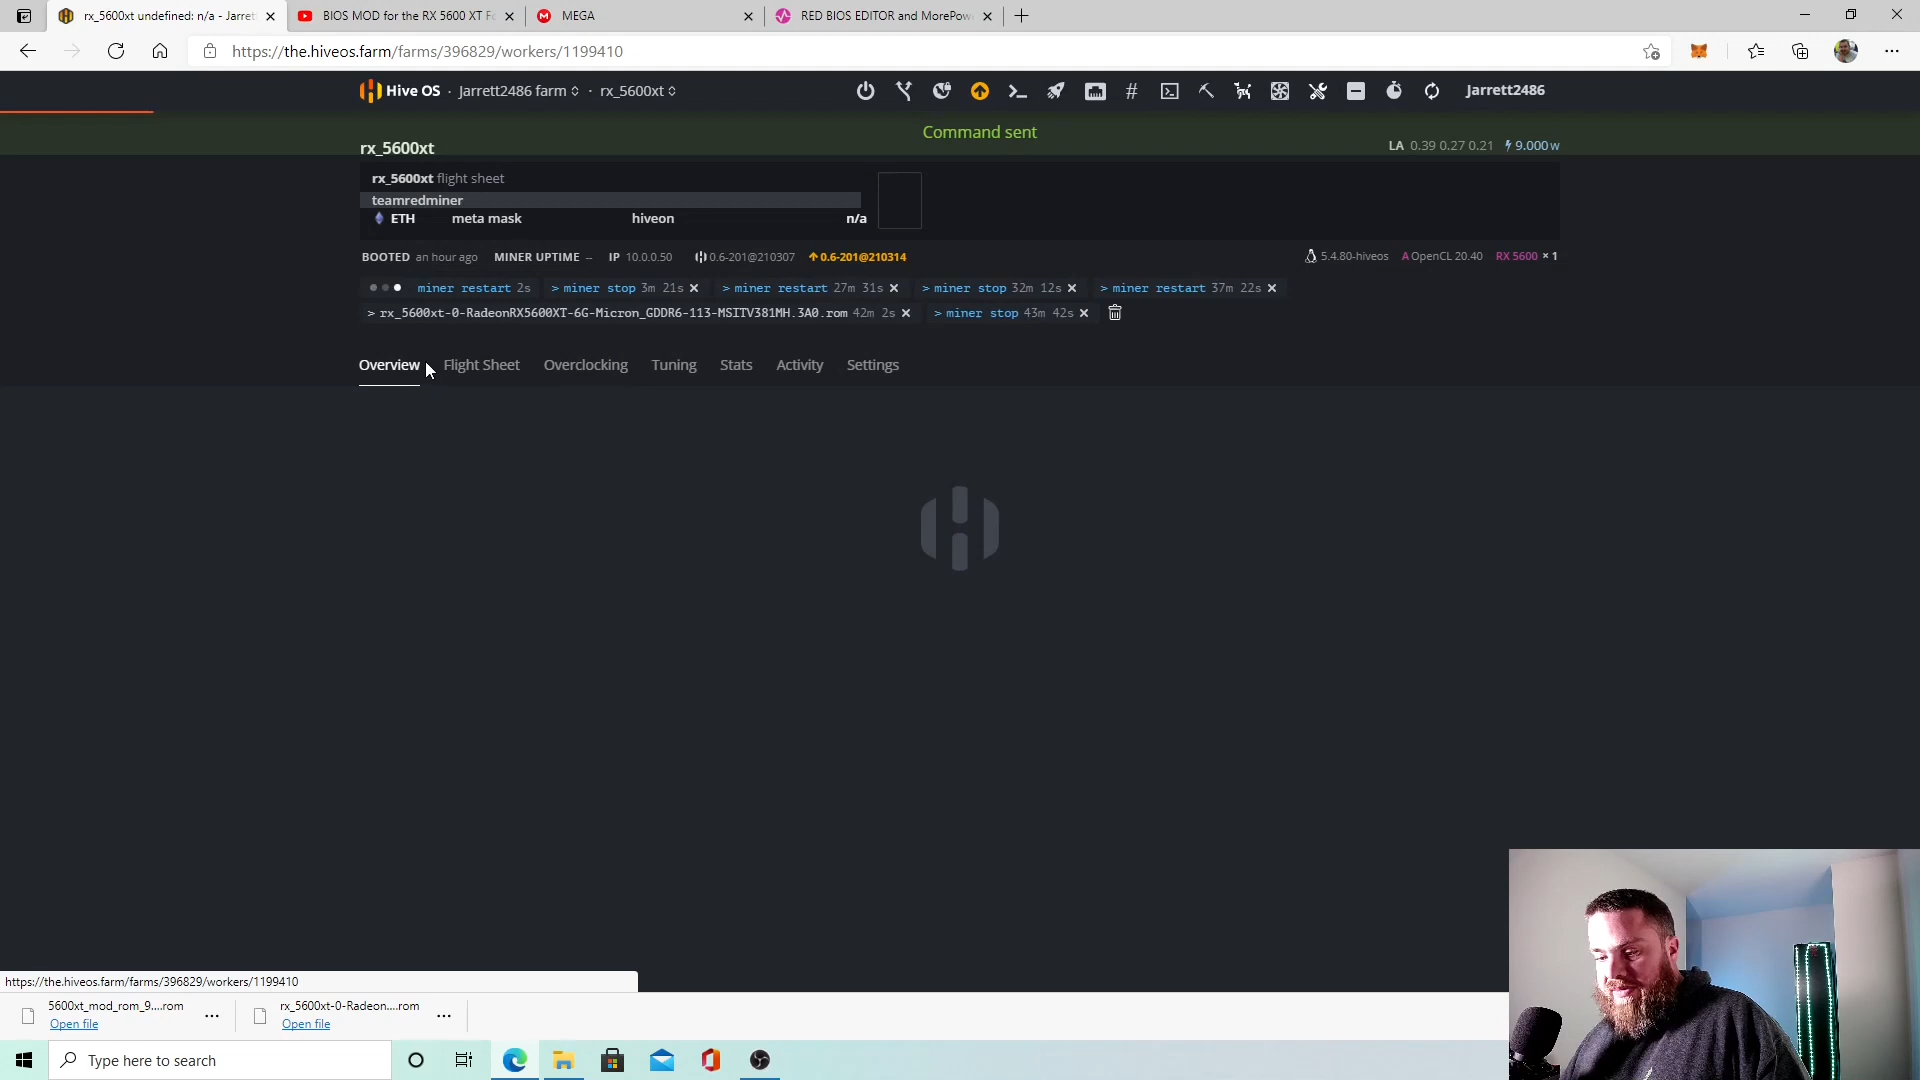 rx_5600xt undefined: n/a - Jarret
BIOS MOD for the RX 5600 XT Fo
MEGA
RED BIOS EDITOR and MorePow
https://the.hiveos.farm/farms/396829/workers/1199410
Hive OS · Jarrett2486 farm · rx_5600xt
Jarrett2486
Command sent
rx_5600xt
LA 0.39 0.27 0.21 9.000 w
rx_5600xt flight sheet
teamredminer
ETH meta mask hiveon n/a
BOOTED an hour ago MINER UPTIME – IP 10.0.0.50 0.6-201@210307 0.6-201@210314 5.4.80-hiveos A OpenCL 20.40 RX 5600 × 1
miner restart 2s > miner stop 3m 21s × > miner restart 27m 31s × > miner stop 32m 12s × > miner restart 37m 22s ×
> rx_5600xt-0-RadeonRX5600XT-6G-Micron_GDDR6-113-MSITV381MH.3A0.rom 42m 2s × > miner stop 43m 42s ×
Overview Flight Sheet Overclocking Tuning Stats Activity Settings
https://the.hiveos.farm/farms/396829/workers/1199410
5600xt_mod_rom_9....rom
Open file
rx_5600xt-0-Radeon....rom
Open file
Type here to search